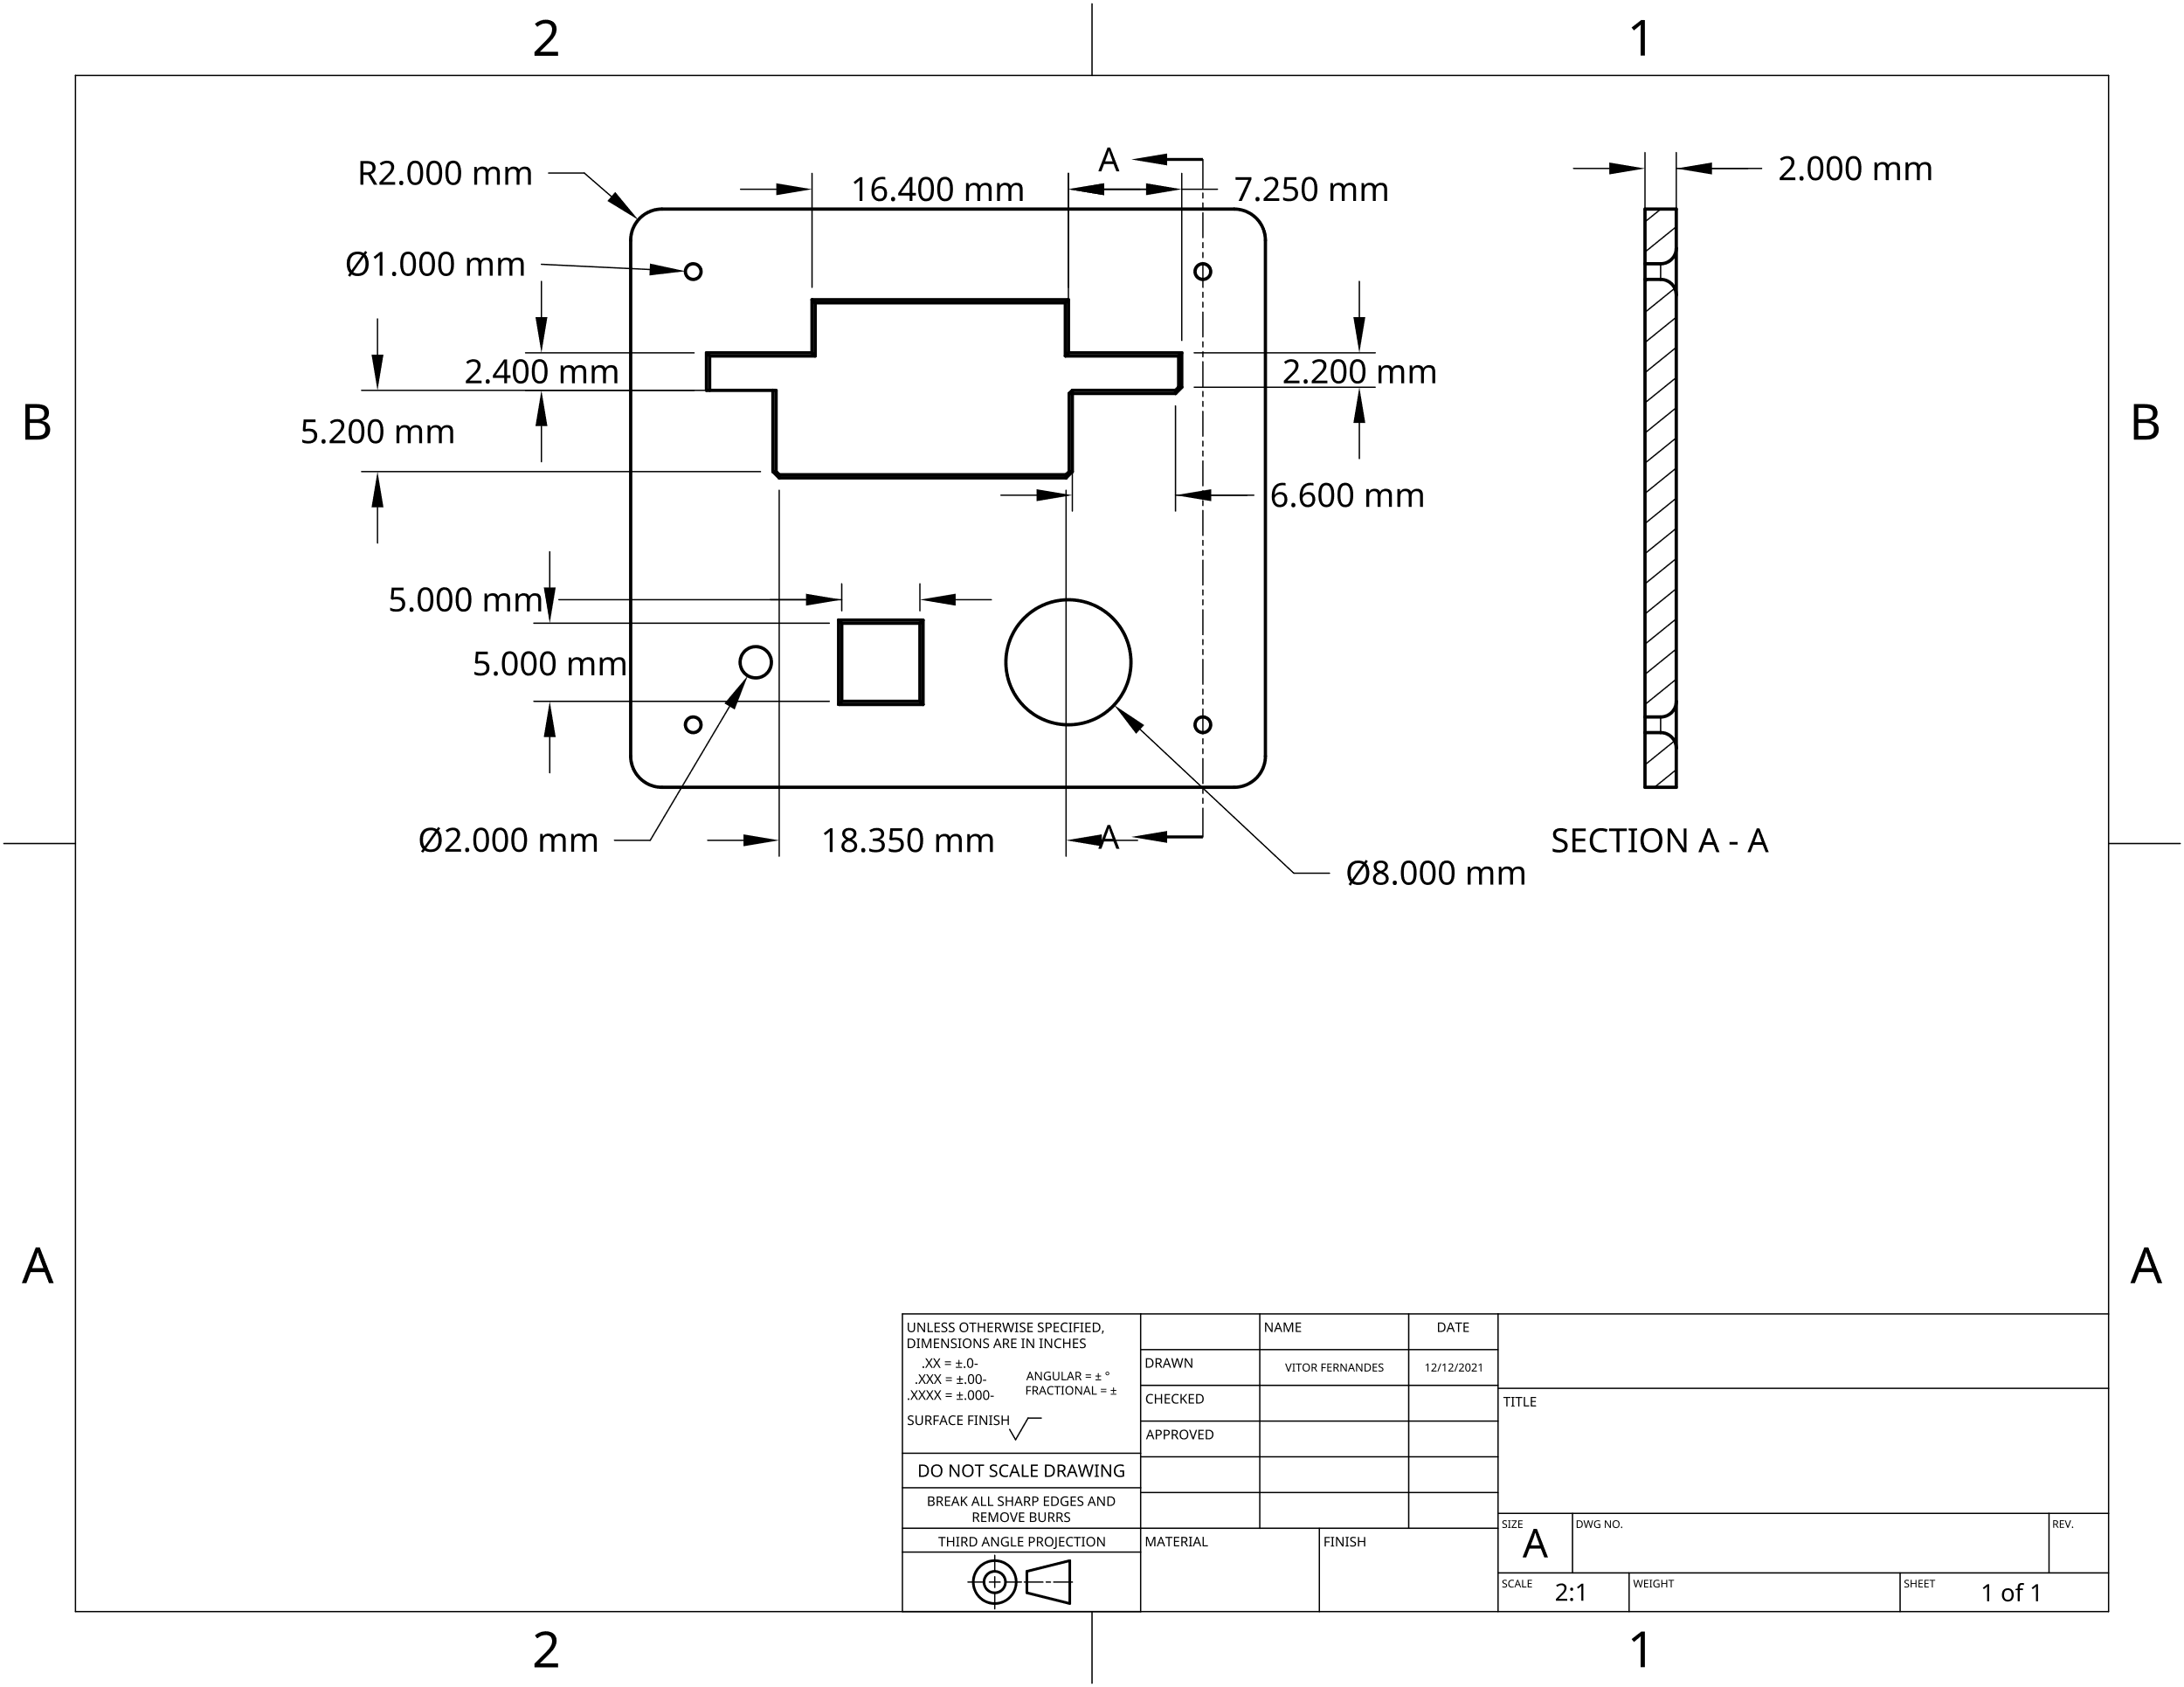 2
1
A
R2.000 mm
16.400 mm
7.250 mm
2.000 mm
Ø1.000 mm
2.400 mm
2.200 mm
B
B
5.200 mm
6.600 mm
5.000 mm
5.000 mm
Ø2.000 mm
18.350 mm
A
SECTION A - A
Ø8.000 mm
A
A
UNLESS OTHERWISE SPECIFIED,
DIMENSIONS ARE IN INCHES
.XX = ±.0-
.XXX = ±.00-
.XXXX = ±.000-
ANGULAR = ± °
FRACTIONAL = ±
SURFACE FINISH
DO NOT SCALE DRAWING
BREAK ALL SHARP EDGES AND
REMOVE BURRS
THIRD ANGLE PROJECTION
NAME
DATE
DRAWN
VITOR FERNANDES
12/12/2021
CHECKED
APPROVED
MATERIAL
FINISH
TITLE
SIZE
A
DWG NO.
REV.
SCALE
2:1
WEIGHT
SHEET
1 of 1
2
1